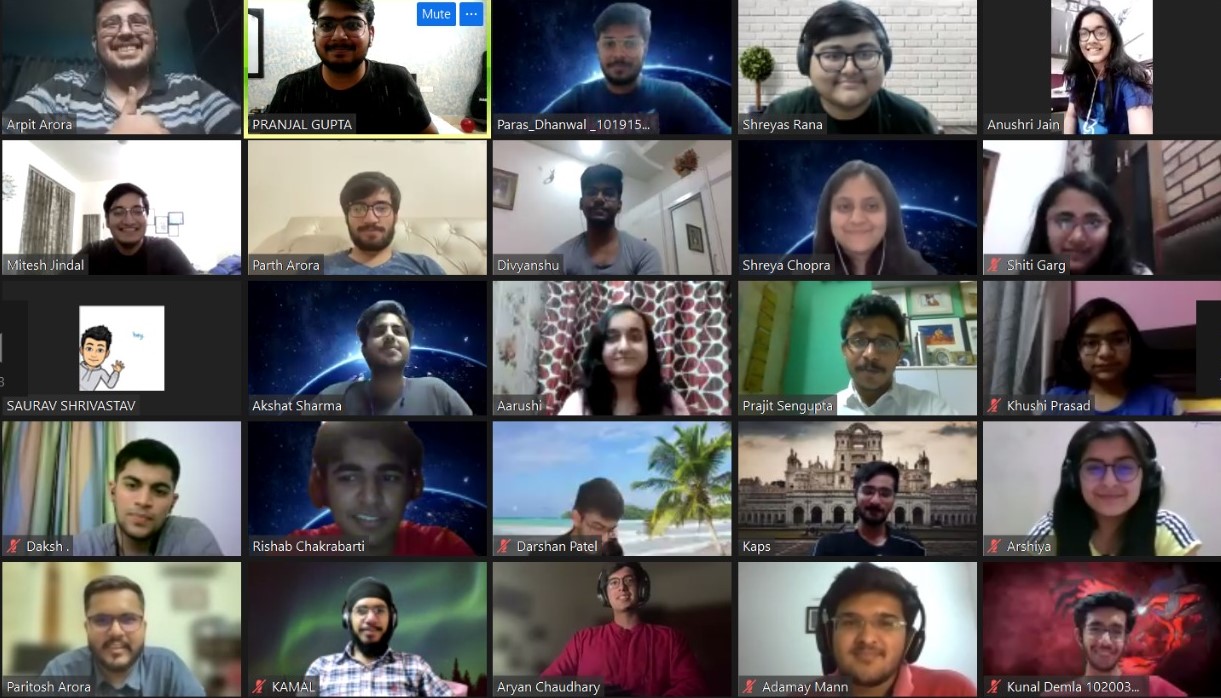 Mute ...
Arpit Arora
PRANJAL GUPTA
Paras_Dhanwal _101915...
Shreyas Rana
Anushri Jain
Mitesh Jindal
Parth Arora
Divyanshu
Shreya Chopra
Shiti Garg
hey
SAURAV SHRIVASTAV
Akshat Sharma
Aarushi
Prajit Sengupta
Khushi Prasad
Daksh .
Rishab Chakrabarti
Darshan Patel
Kaps
Arshiya
Paritosh Arora
KAMAL
Aryan Chaudhary
Adamay Mann
Kunal Demla 102003...